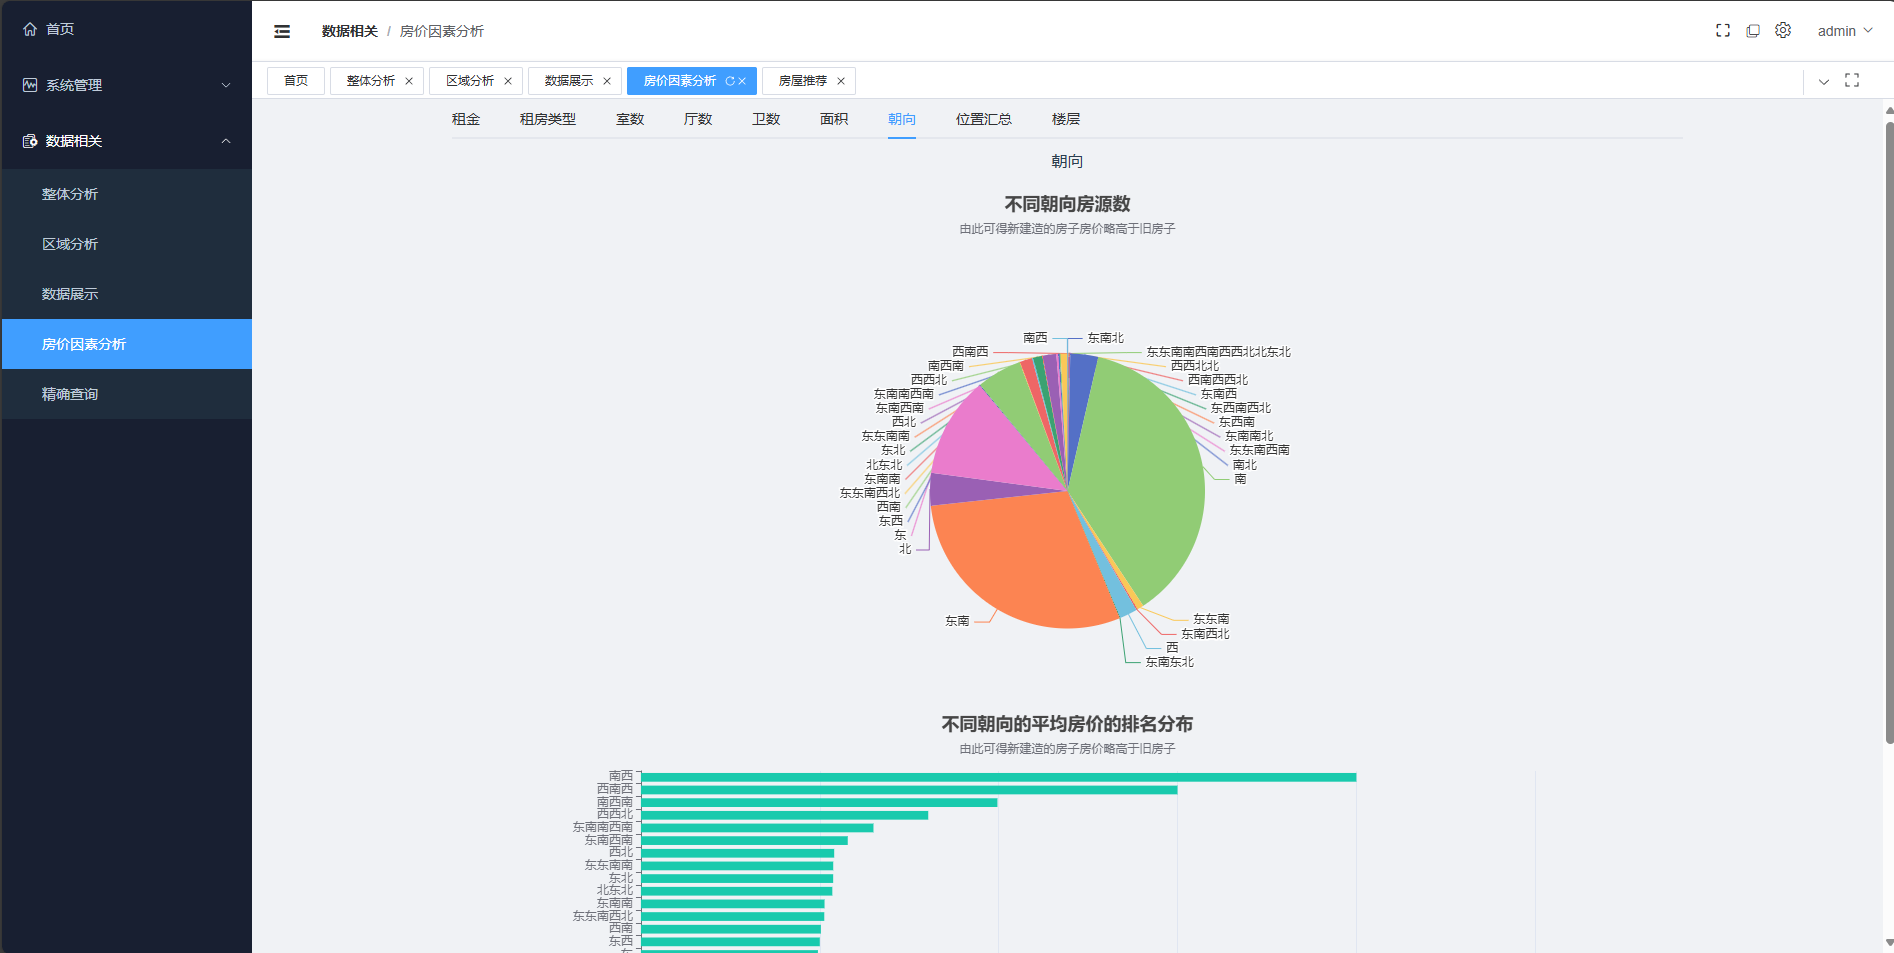 首页
系统管理
数据相关
整体分析
区域分析
数据展示
房价因素分析
精确查询
数据相关 / 房价因素分析
admin
首页 整体分析 区域分析 数据展示 房价因素分析 房屋推荐
租金 租房类型 室数 厅数 卫数 面积 朝向 位置汇总 楼层
朝向
不同朝向房源数
由此可得新建造的房子房价略高于旧房子
南西 东南北
西南西 东东南南西南西西北北东北
南西南 西西北北
西西北 西南西西北
东南南西南 东南西
东南西南 东西南西北
西北 东西南
东东南南 东南南北
东北 东东南西南
北东北 南北
东南南 南
东东南西北
西南
东西
东
北
东南 东东南
东南西北
西
东南东北
不同朝向的平均房价的排名分布
由此可得新建造的房子房价略高于旧房子
南西
西南西
南西南
西西北
东南南西南
东南西南
西北
东东南南
东北
北东北
东南南
东东南西北
西南
东西